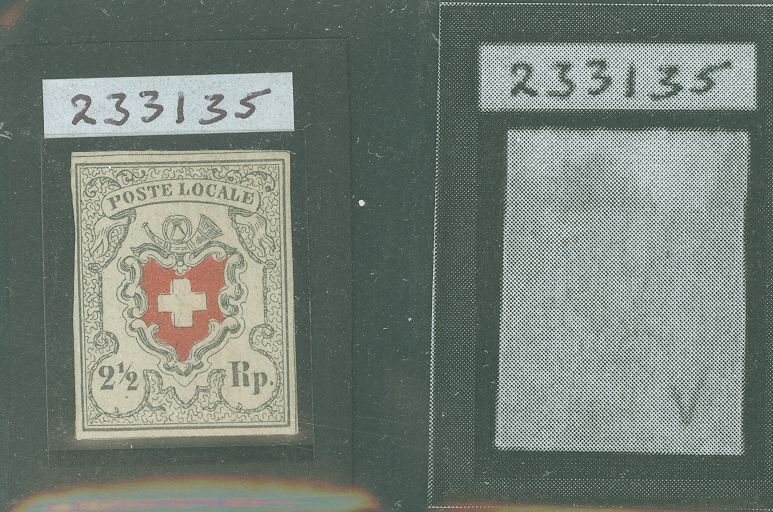 233135
POSTE LOCALE
2½ Rp.
233135
V